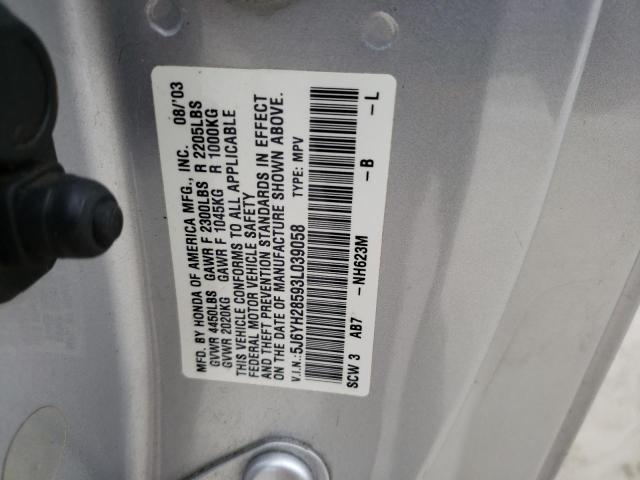 MFD. BY HONDA OF AMERICA MFG., INC. 08/'03
GVWR 4450LBS GAWR F 2300LBS R 2205LBS
GVWR 2020KG GAWR F 1045KG R 1000KG
THIS VEHICLE CONFORMS TO ALL APPLICABLE
FEDERAL MOTOR VEHICLE SAFETY
AND THEFT PREVENTION STANDARDS IN EFFECT
ON THE DATE OF MANUFACTURE SHOWN ABOVE.
V.I.N.: 5J6YH28593L039058 TYPE: MPV
SCW 3 AB7 -NH623M -B -L